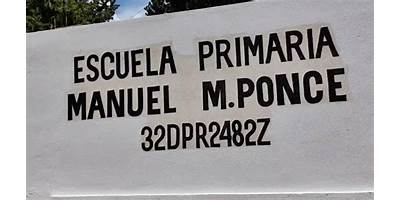 ESCUELA PRIMARIA
MANUEL M.PONCE
32DPR2482Z